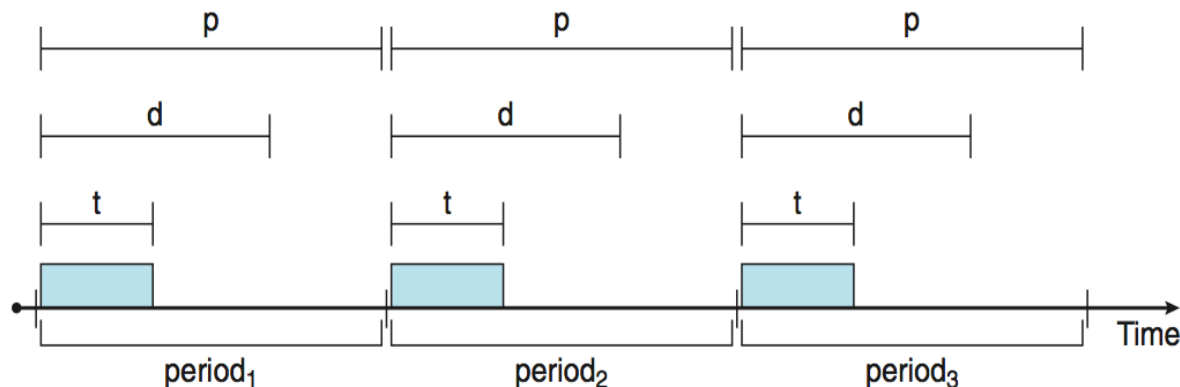 p p p
d d d
t t t
Time
period₁ period₂ period₃